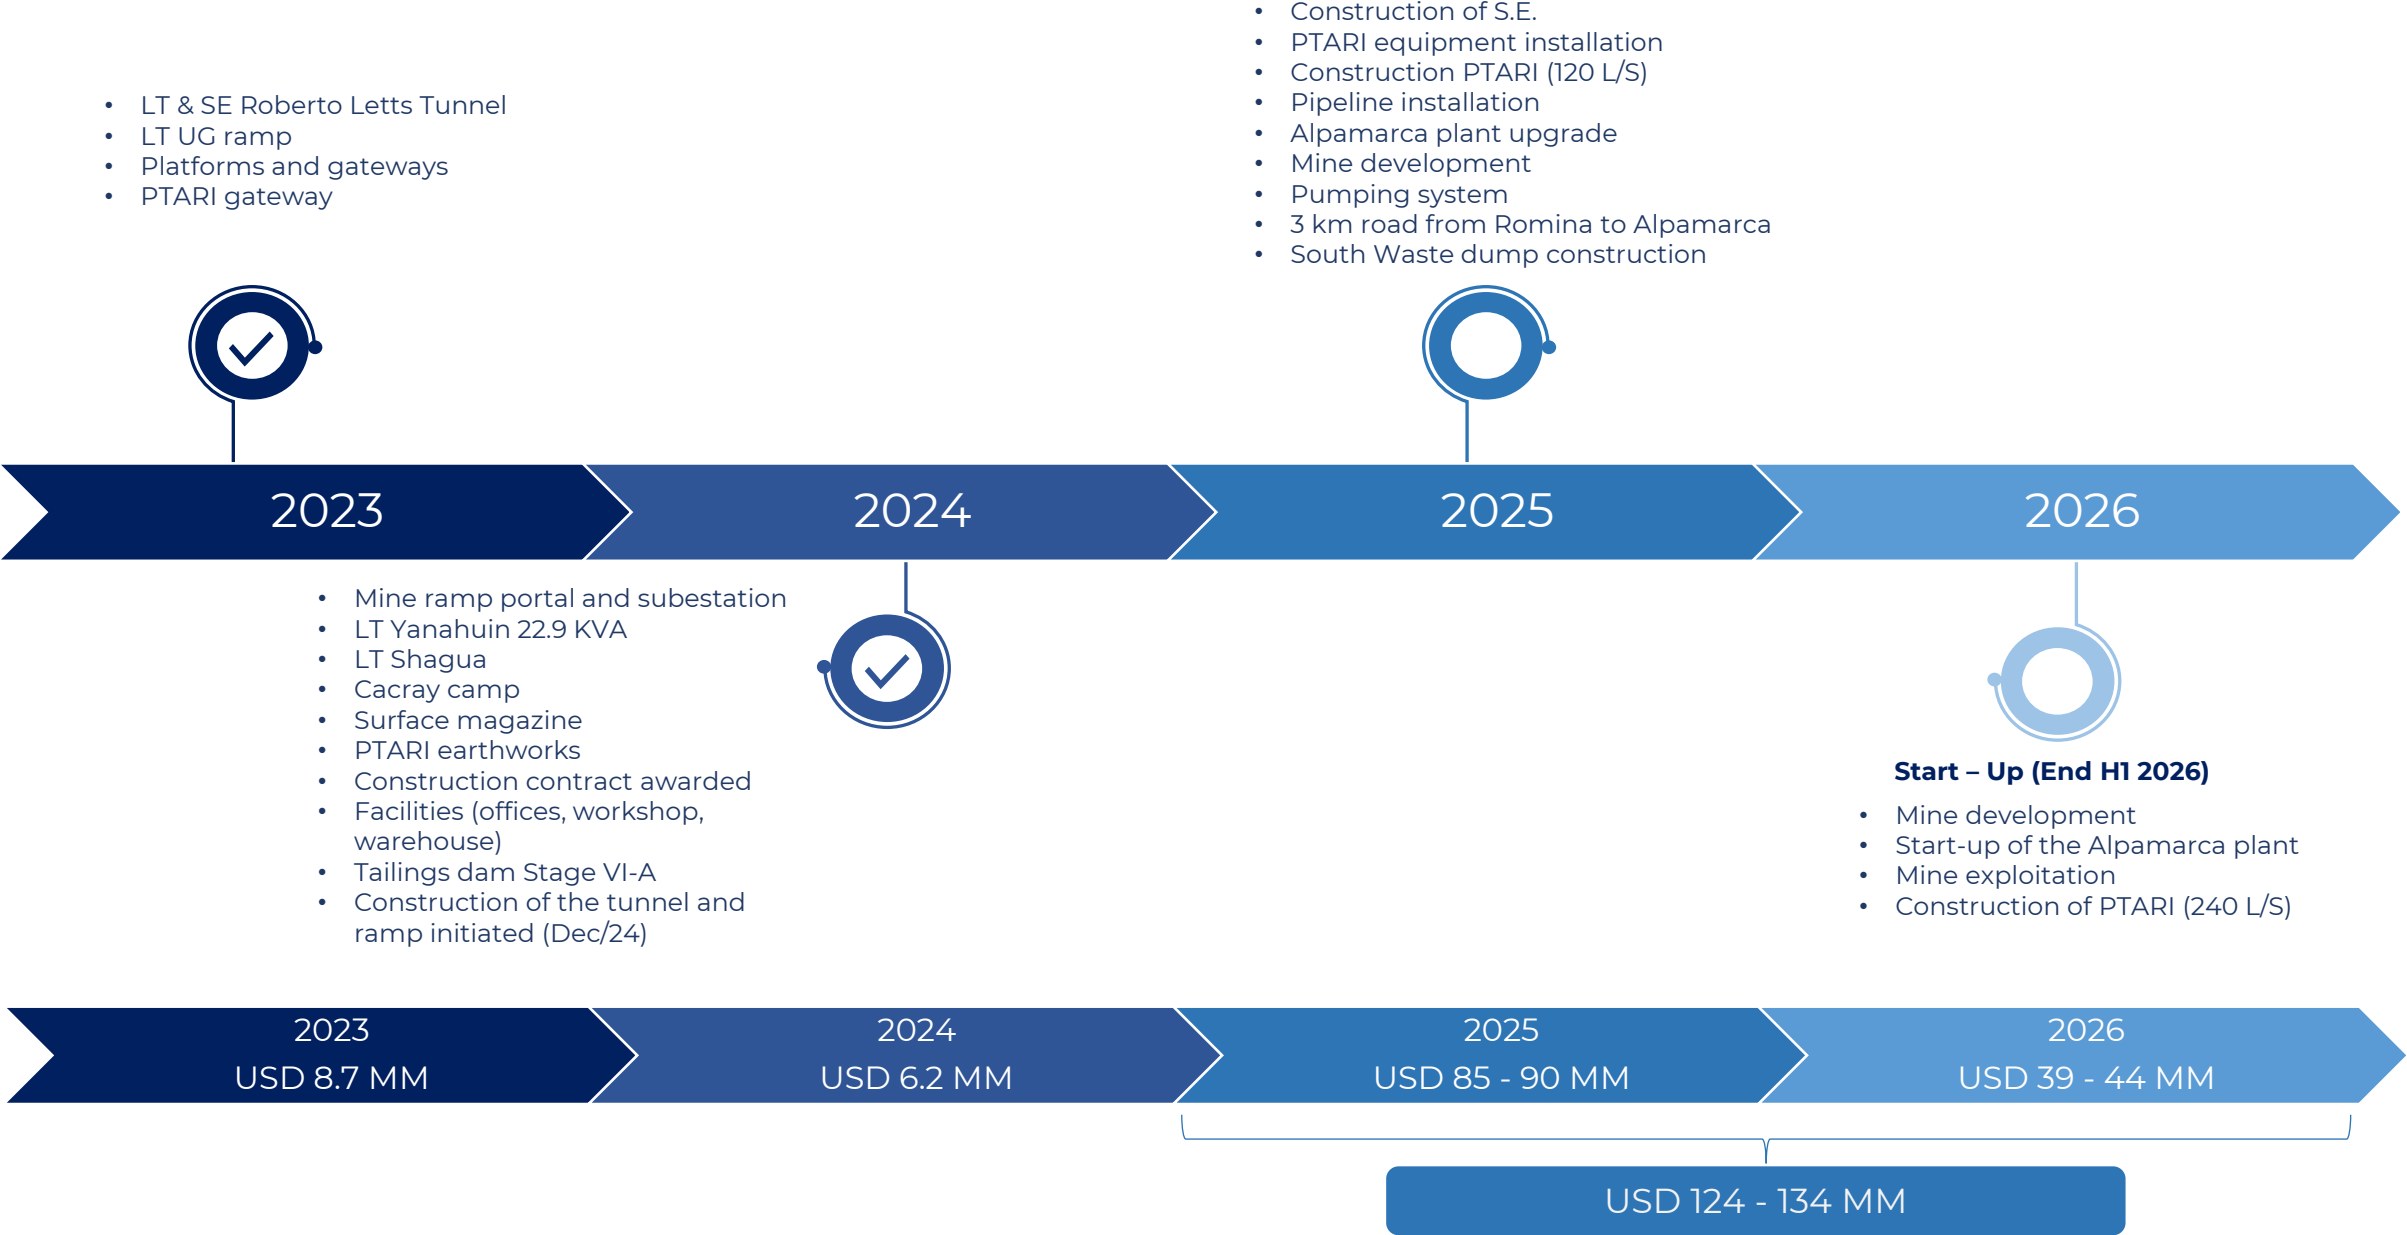 • LT & SE Roberto Letts Tunnel
• LT UG ramp
• Platforms and gateways
• PTARI gateway
• Construction of S.E.
• PTARI equipment installation
• Construction PTARI (120 L/S)
• Pipeline installation
• Alpamarca plant upgrade
• Mine development
• Pumping system
• 3 km road from Romina to Alpamarca
• South Waste dump construction
2023
2024
2025
2026
• Mine ramp portal and subestation
• LT Yanahuin 22.9 KVA
• LT Shagua
• Cacray camp
• Surface magazine
• PTARI earthworks
• Construction contract awarded
• Facilities (offices, workshop,
warehouse)
• Tailings dam Stage VI-A
• Construction of the tunnel and
ramp initiated (Dec/24)
Start – Up (End H1 2026)
• Mine development
• Start-up of the Alpamarca plant
• Mine exploitation
• Construction of PTARI (240 L/S)
2023
USD 8.7 MM
2024
USD 6.2 MM
2025
USD 85 - 90 MM
2026
USD 39 - 44 MM
USD 124 - 134 MM